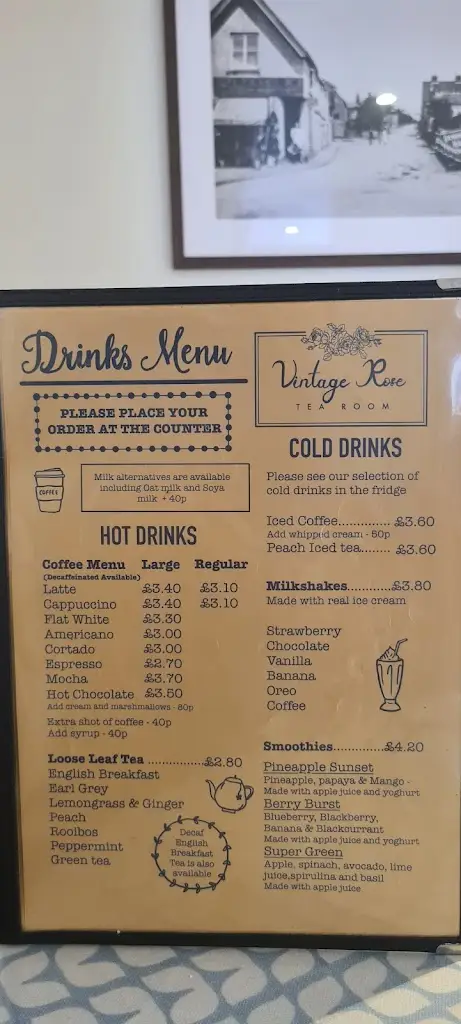 Drinks Menu
PLEASE PLACE YOUR
ORDER AT THE COUNTER
COFFEE
Milk alternatives are available
including Oat milk and Soya
milk + 40p
HOT DRINKS
Coffee Menu Large Regular
(Decaffeinated Available)
Latte £3.40 £3.10
Cappuccino £3.40 £3.10
Flat White £3.30
Americano £3.00
Cortado £3.00
Espresso £2.70
Mocha £3.70
Hot Chocolate £3.50
Add cream and marshmallows - 80p
Extra shot of coffee - 40p
Add syrup - 40p
Loose Leaf Tea ................£2.80
English Breakfast
Earl Grey
Lemongrass & Ginger
Peach
Rooibos
Peppermint
Green tea
Decaf
English
Breakfast
Tea is also
available
Vintage Rose
TEA ROOM
COLD DRINKS
Please see our selection of
cold drinks in the fridge
Iced Coffee............. £3.60
Add whipped cream - 50p
Peach Iced tea........ £3.60
Milkshakes...........£3.80
Made with real ice cream
Strawberry
Chocolate
Vanilla
Banana
Oreo
Coffee
Smoothies.............£4.20
Pineapple Sunset
Pineapple, papaya & Mango -
Made with apple juice and yoghurt
Berry Burst
Blueberry, Blackberry,
Banana & Blackcurrant
Made with apple juice and yoghurt
Super Green
Apple, spinach, avocado, lime
juice,spirulina and basil
Made with apple juice